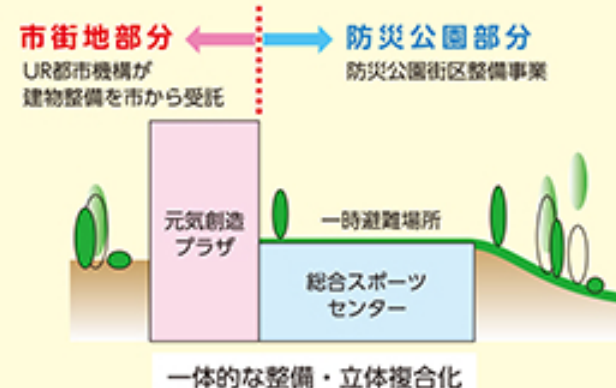 市街地部分
防災公園部分
UR都市機構が
建物整備を市から受託
防災公園街区整備事業
元気創造
プラザ
一時避難場所
総合スポーツ
センター
一体的な整備・立体複合化